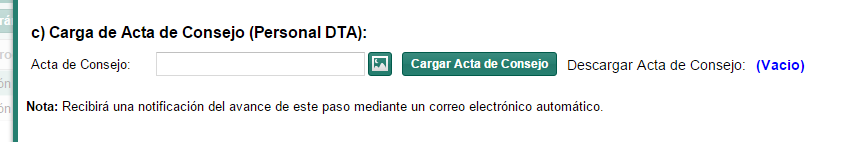 c) Carga de Acta de Consejo (Personal DTA):
Acta de Consejo: Cargar Acta de Consejo Descargar Acta de Consejo: (Vacio)
Nota: Recibirá una notificación del avance de este paso mediante un correo electrónico automático.